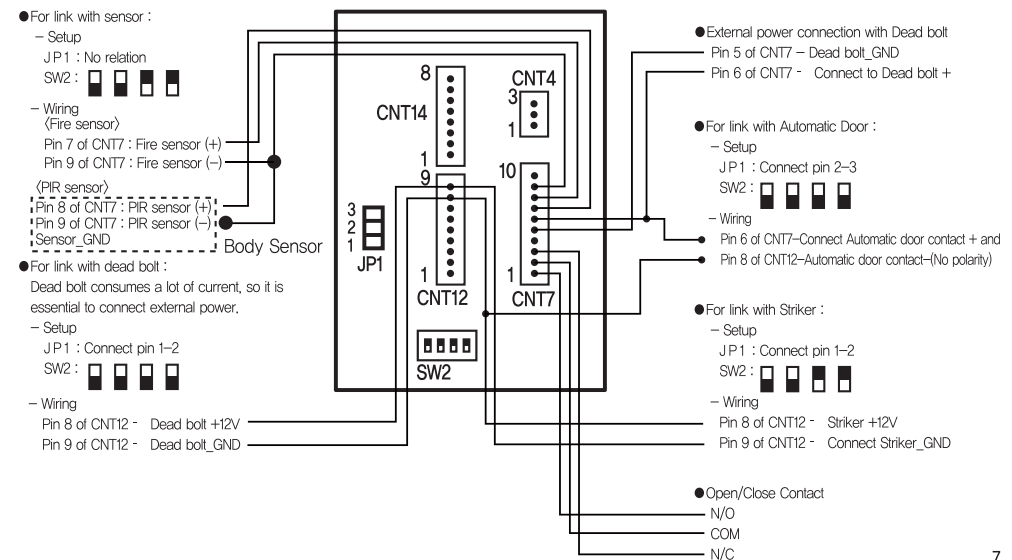 ●For link with sensor :
– Setup
JP1 : No relation
SW2 :
– Wiring
〈Fire sensor〉
Pin 7 of CNT7 : Fire sensor (+)
Pin 9 of CNT7 : Fire sensor (–)
〈PIR sensor〉
Pin 8 of CNT7 : PIR sensor (+)
Pin 9 of CNT7 : PIR sensor (–)
Sensor_GND
Body Sensor
●For link with dead bolt :
Dead bolt consumes a lot of current, so it is
essential to connect external power.
– Setup
JP1 : Connect pin 1–2
SW2 :
– Wiring
Pin 8 of CNT12 - Dead bolt +12V
Pin 9 of CNT12 - Dead bolt_GND
8
CNT14
1
CNT4
3
1
9
1
CNT12
10
1
CNT7
3
2
1
JP1
SW2
●External power connection with Dead bolt
Pin 5 of CNT7 – Dead bolt_GND
Pin 6 of CNT7 - Connect to Dead bolt +
●For link with Automatic Door :
– Setup
JP1 : Connect pin 2–3
SW2 :
– Wiring
Pin 6 of CNT7–Connect Automatic door contact + and
Pin 8 of CNT12–Automatic door contact–(No polarity)
●For link with Striker :
– Setup
JP1 : Connect pin 1–2
SW2 :
– Wiring
Pin 8 of CNT12 - Striker +12V
Pin 9 of CNT12 - Connect Striker_GND
●Open/Close Contact
N/O
COM
N/C
7